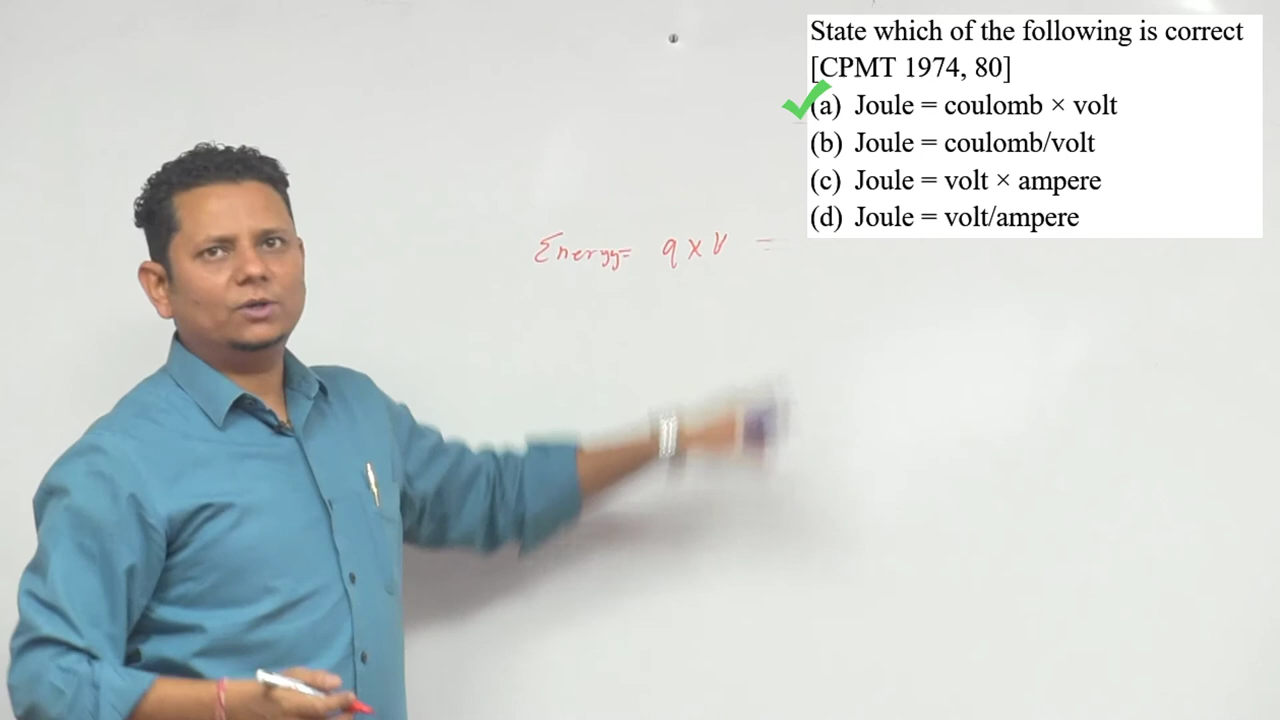 State which of the following is correct
[CPMT 1974, 80]
(a) Joule = coulomb × volt
(b) Joule = coulomb/volt
(c) Joule = volt × ampere
(d) Joule = volt/ampere
Energy= q x V =